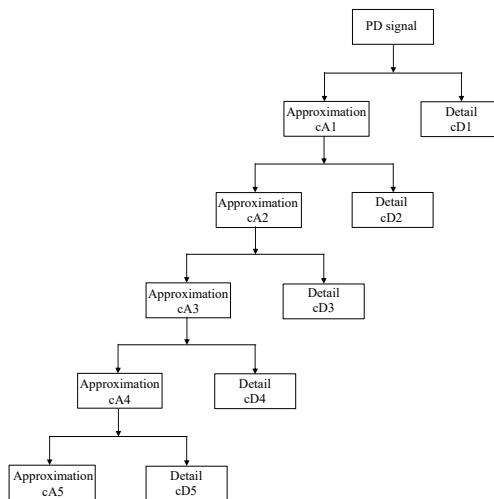 PD signal
Approximation
cA1
Detail
cD1
Approximation
cA2
Detail
cD2
Approximation
cA3
Detail
cD3
Approximation
cA4
Detail
cD4
Approximation
cA5
Detail
cD5